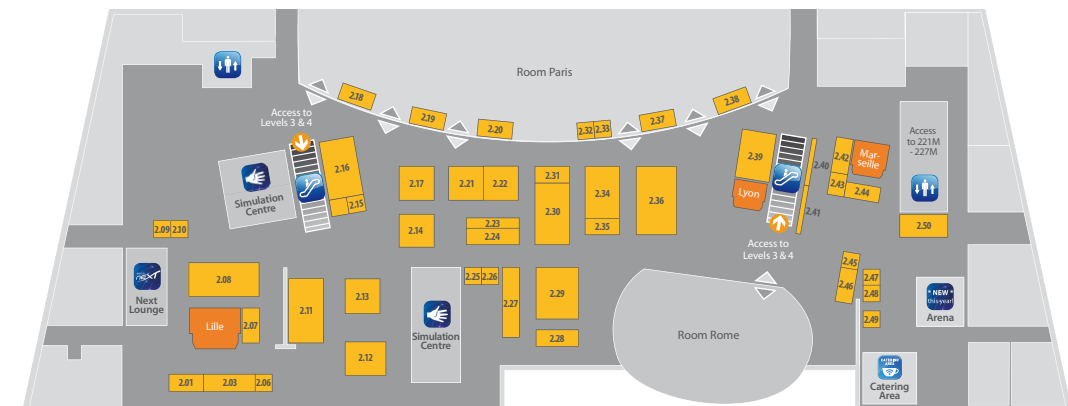 Room Paris
2.18
2.19
2.20
2.32
2.33
2.37
2.38
Access to
Levels 3 & 4
Simulation
Centre
2.16
2.15
2.17
2.21
2.22
2.31
2.30
2.34
2.35
2.36
2.14
2.23
2.24
2.39
Lyon
2.40
2.41
2.42
Mar-
seille
2.43
2.44
Access
to 221M
- 227M
2.50
Access to
Levels 3 & 4
2.09
2.10
neXT
Next
Lounge
2.08
Lille
2.07
2.11
2.13
2.12
2.01
2.03
2.06
Simulation
Centre
2.25
2.26
2.27
2.29
2.28
Room Rome
2.45
2.46
2.47
2.48
2.49
* NEW *
this year!
Arena
CATERING
AREA
Catering
Area